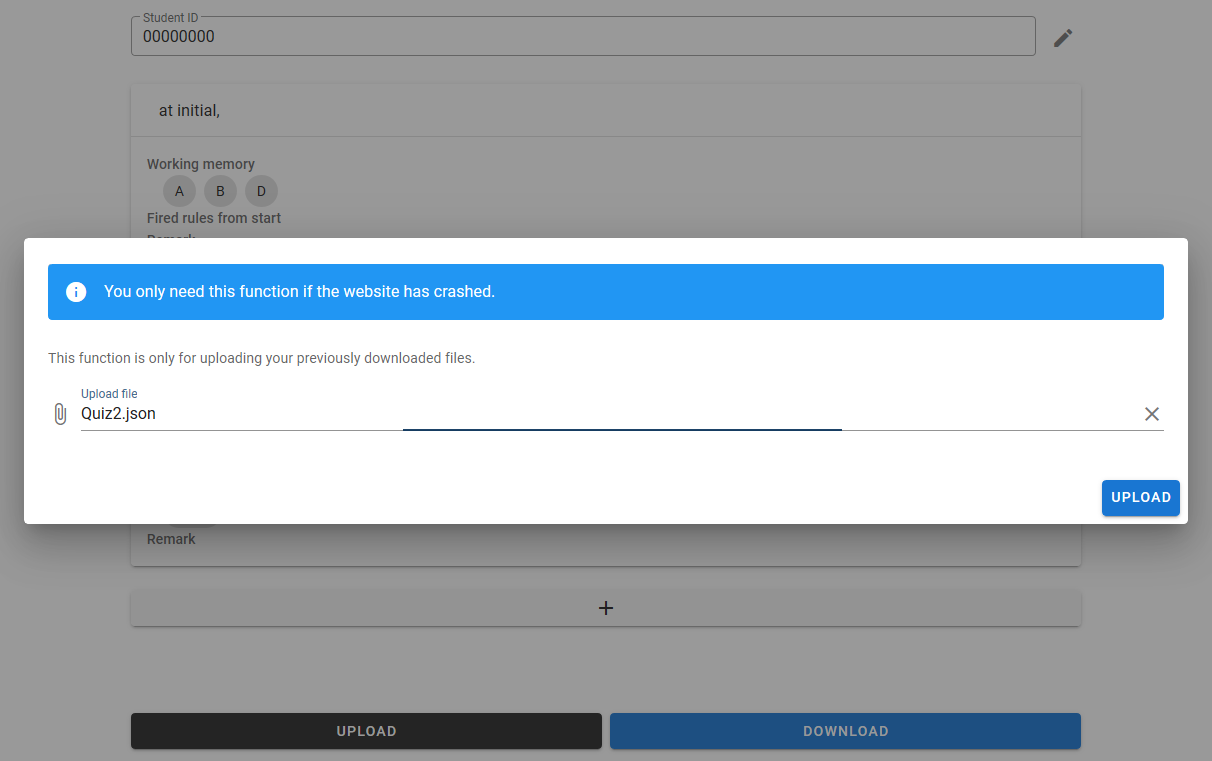 Student ID
00000000
at initial,
Working memory
A B D
Fired rules from start
Remark
You only need this function if the website has crashed.
This function is only for uploading your previously downloaded files.
Upload file
Quiz2.json
UPLOAD
Remark
+
UPLOAD DOWNLOAD